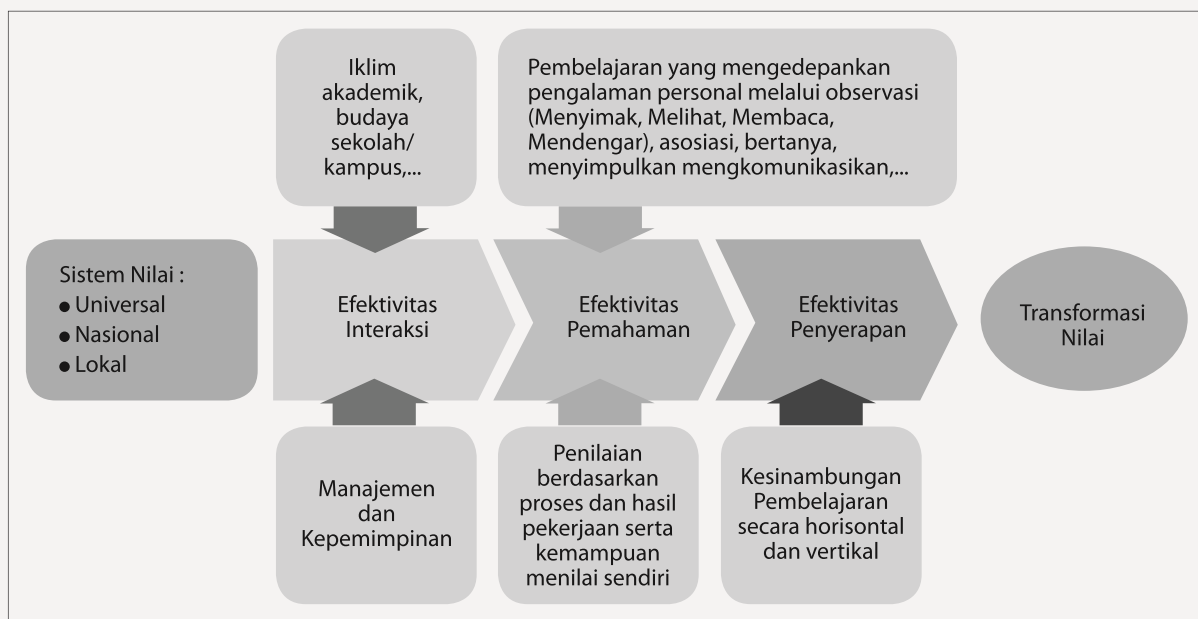 Iklim
akademik,
budaya
sekolah/
kampus,...
Pembelajaran yang mengedepankan
pengalaman personal melalui observasi
(Menyimak, Melihat, Membaca,
Mendengar), asosiasi, bertanya,
menyimpulkan mengkomunikasikan,...
Sistem Nilai :
● Universal
● Nasional
● Lokal
Efektivitas
Interaksi
Efektivitas
Pemahaman
Efektivitas
Penyerapan
Transformasi
Nilai
Manajemen
dan
Kepemimpinan
Penilaian
berdasarkan
proses dan hasil
pekerjaan serta
kemampuan
menilai sendiri
Kesinambungan
Pembelajaran
secara horisontal
dan vertikal